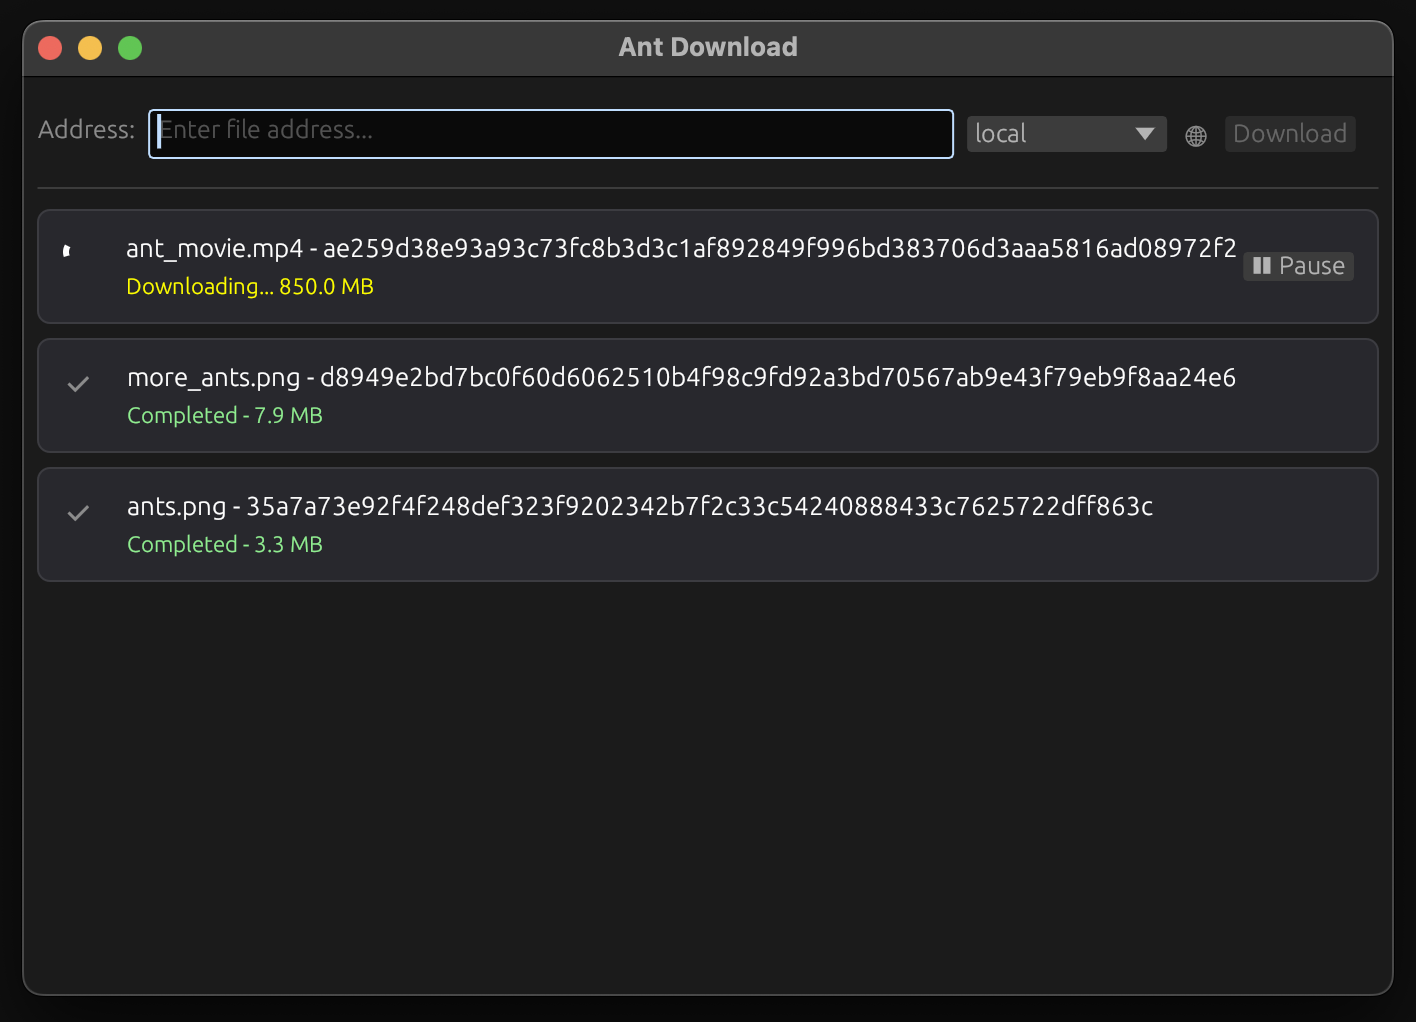 Ant Download
Address: Enter file address... local Download
ant_movie.mp4 - ae259d38e93a93c73fc8b3d3c1af892849f996bd383706d3aaa5816ad08972f2
Downloading... 850.0 MB
Pause
more_ants.png - d8949e2bd7bc0f60d6062510b4f98c9fd92a3bd70567ab9e43f79eb9f8aa24e6
Completed - 7.9 MB
ants.png - 35a7a73e92f4f248def323f9202342b7f2c33c54240888433c7625722dff863c
Completed - 3.3 MB